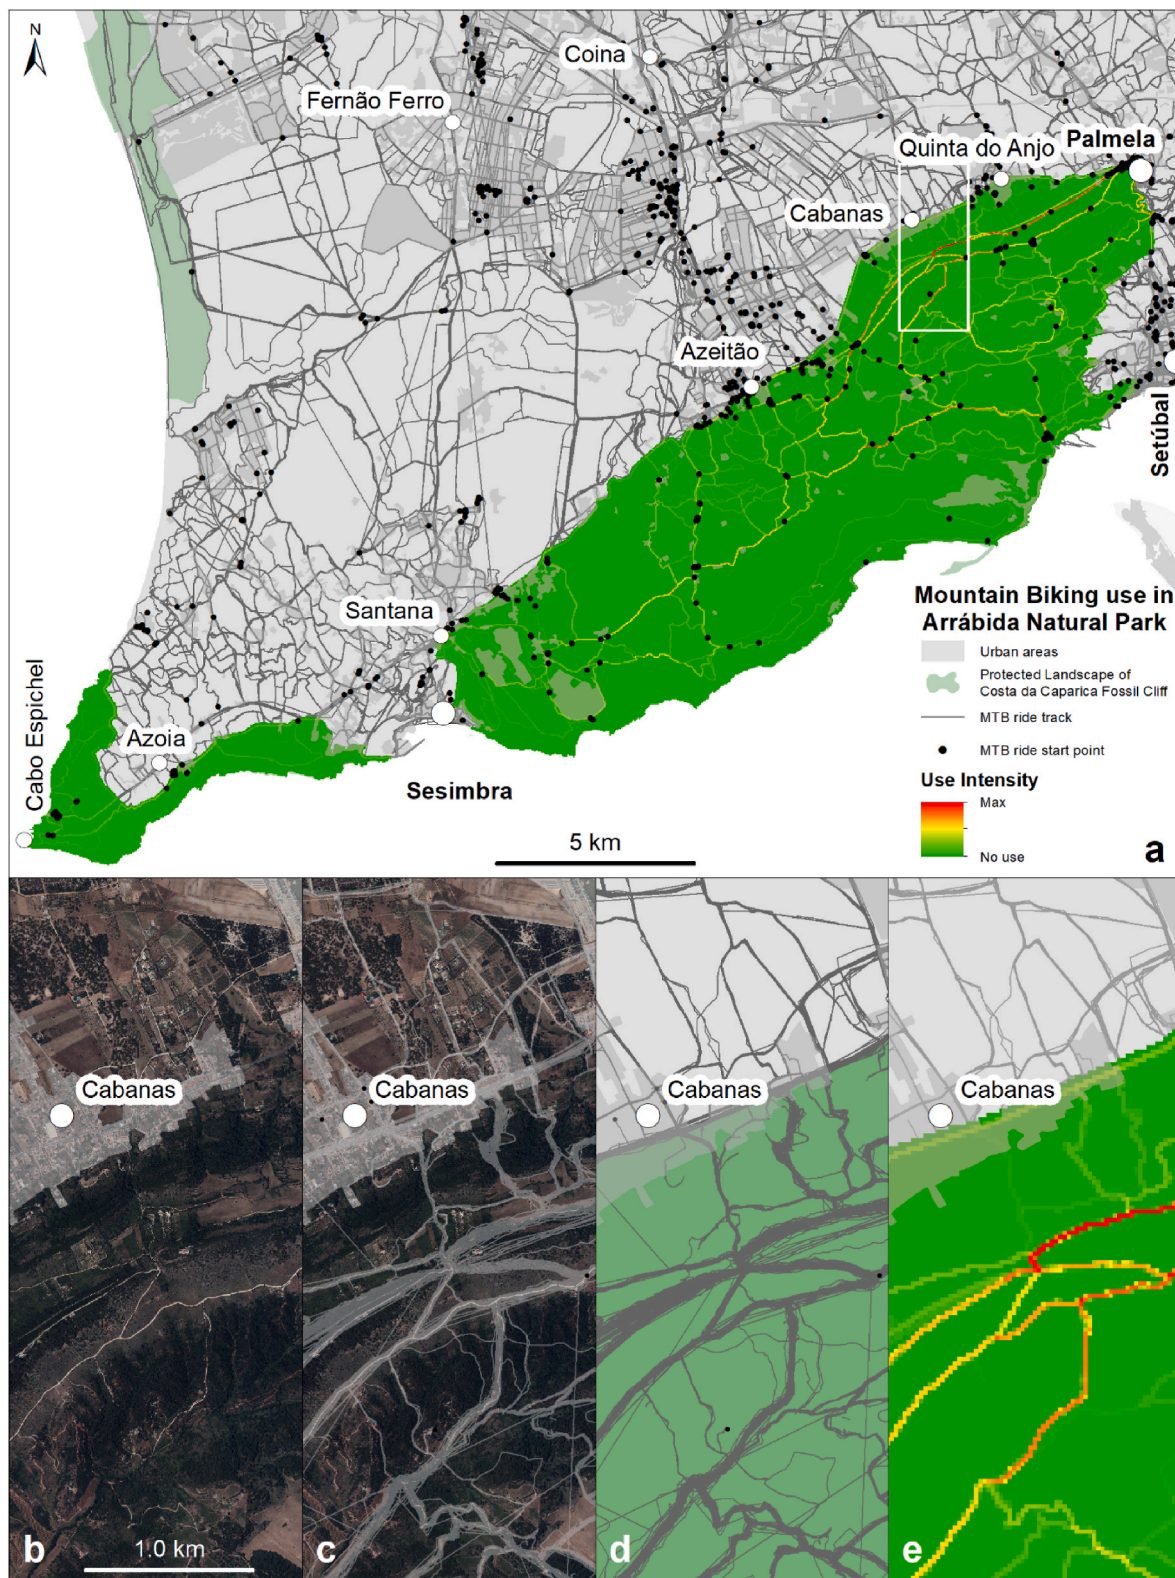 N
Coina
Fernão Ferro
Quinta do Anjo
Palmela
Cabanas
Azeitão
Setúbal
Santana
Cabo Espichel
Azoia
Sesimbra
5 km
Mountain Biking use in
Arrábida Natural Park
Urban areas
Protected Landscape of
Costa da Caparica Fossil Cliff
MTB ride track
MTB ride start point
Use Intensity
Max
No use
a
Cabanas
Cabanas
Cabanas
Cabanas
1.0 km
b
c
d
e